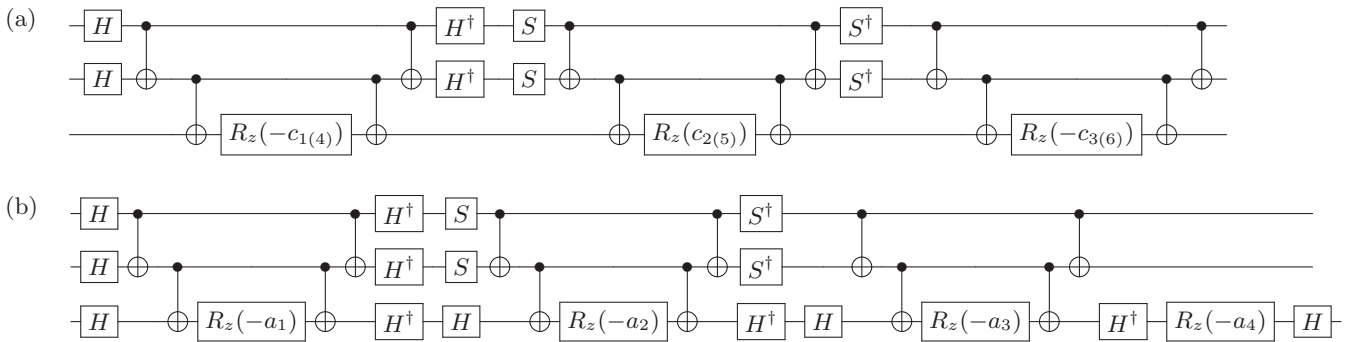 (a) H H† S S†
H H† S S†
R_z(−c_{1(4)}) R_z(c_{2(5)}) R_z(−c_{3(6)})
(b) H H† S S†
H H† S S†
H R_z(−a_1) H† H R_z(−a_2) H† H R_z(−a_3) H† R_z(−a_4) H